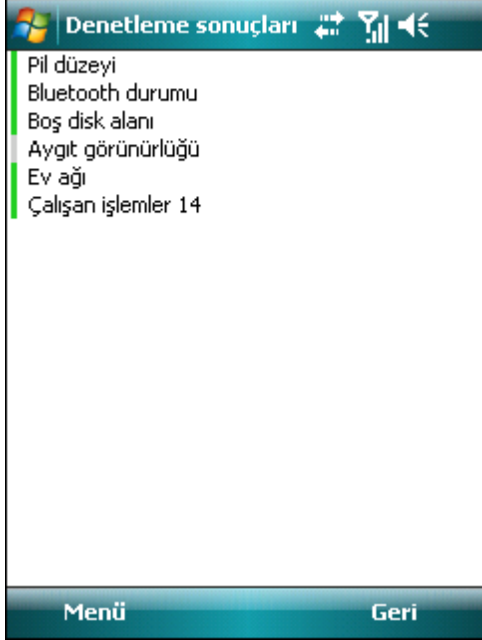 Denetleme sonuçları
Pil düzeyi
Bluetooth durumu
Boş disk alanı
Aygıt görünürlüğü
Ev ağı
Çalışan işlemler 14
Menü Geri